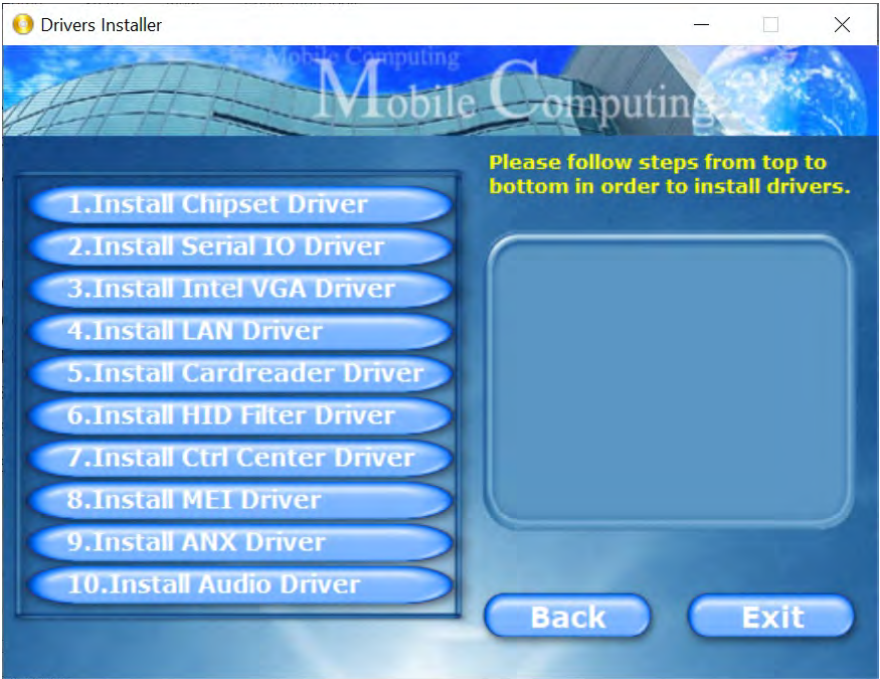 Drivers Installer
Mobile Computing
Mobile Computing
Please follow steps from top to
bottom in order to install drivers.
1.Install Chipset Driver
2.Install Serial IO Driver
3.Install Intel VGA Driver
4.Install LAN Driver
5.Install Cardreader Driver
6.Install HID Filter Driver
7.Install Ctrl Center Driver
8.Install MEI Driver
9.Install ANX Driver
10.Install Audio Driver
Back
Exit